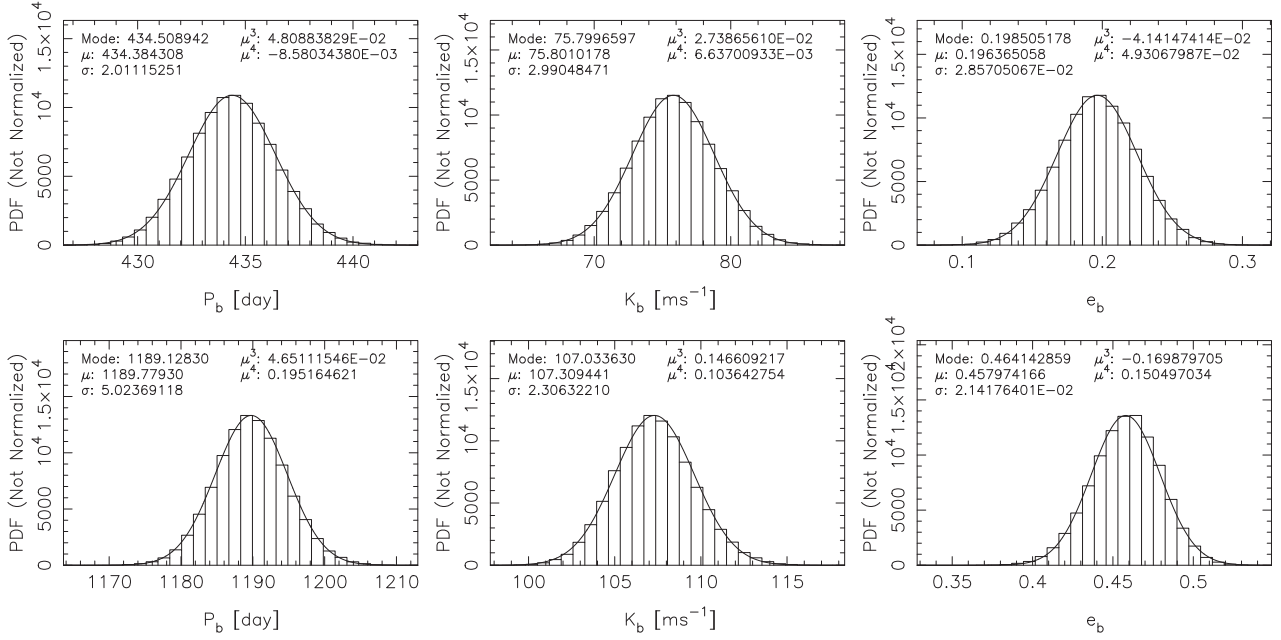 Mode: 434.508942 μ³: 4.80883829E−02
μ: 434.384308 μ⁴: −8.58034380E−03
σ: 2.01115251
PDF (Not Normalized)
0 5000 10⁴ 1.5×10⁴
430 435 440
P_b [day]
Mode: 75.7996597 μ³: 2.73865610E−02
μ: 75.8010178 μ⁴: 6.63700933E−03
σ: 2.99048471
PDF (Not Normalized)
0 5000 10⁴ 1.5×10⁴
70 80
K_b [ms⁻¹]
Mode: 0.198505178 μ³: −4.14147414E−02
μ: 0.196365058 μ⁴: 4.93067987E−02
σ: 2.85705067E−02
PDF (Not Normalized)
0 5000 10⁴ 1.5×10⁴
0.1 0.2 0.3
e_b
Mode: 1189.12830 μ³: 4.65111546E−02
μ: 1189.77930 μ⁴: 0.195164621
σ: 5.02369118
PDF (Not Normalized)
0 5000 10⁴ 1.5×10⁴
1170 1180 1190 1200 1210
P_b [day]
Mode: 107.033630 μ³: 0.146609217
μ: 107.309441 μ⁴: 0.103642754
σ: 2.30632210
PDF (Not Normalized)
0 5000 10⁴ 1.5×10⁴
100 105 110 115
K_b [ms⁻¹]
Mode: 0.464142859 μ³: −0.169879705
μ: 0.457974166 μ⁴: 0.150497034
σ: 2.14176401E−02
PDF (Not Normalized)
0 5000 10⁴ 1.5×10⁴ 2×10⁴
0.35 0.4 0.45 0.5
e_b